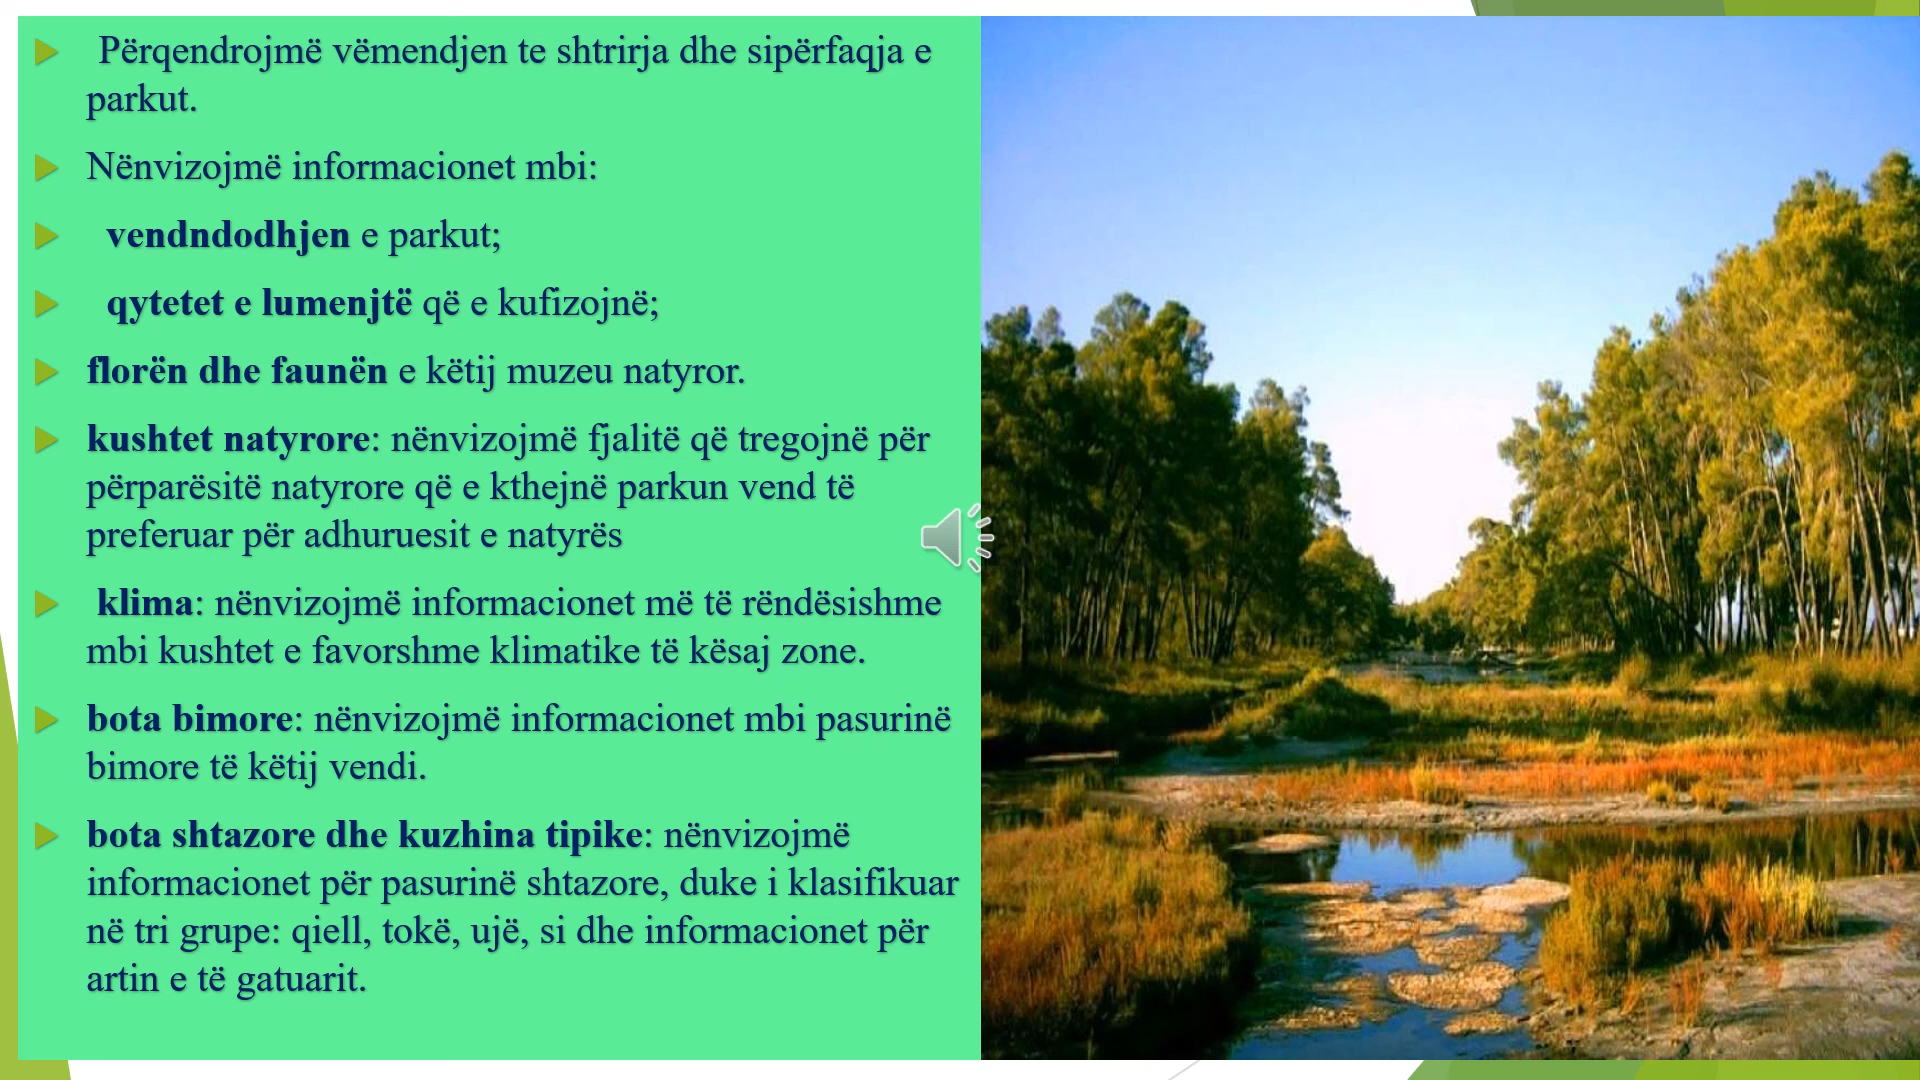 Përqendrojmë vëmendjen te shtrirja dhe sipërfaqja e
parkut.
Nënvizojmë informacionet mbi:
vendndodhjen e parkut;
qytetet e lumenjtë që e kufizojnë;
florën dhe faunën e këtij muzeu natyror.
kushtet natyrore: nënvizojmë fjalitë që tregojnë për
përparësitë natyrore që e kthejnë parkun vend të
preferuar për adhuruesit e natyrës
klima: nënvizojmë informacionet më të rëndësishme
mbi kushtet e favorshme klimatike të kësaj zone.
bota bimore: nënvizojmë informacionet mbi pasurinë
bimore të këtij vendi.
bota shtazore dhe kuzhina tipike: nënvizojmë
informacionet për pasurinë shtazore, duke i klasifikuar
në tri grupe: qiell, tokë, ujë, si dhe informacionet për
artin e të gatuarit.